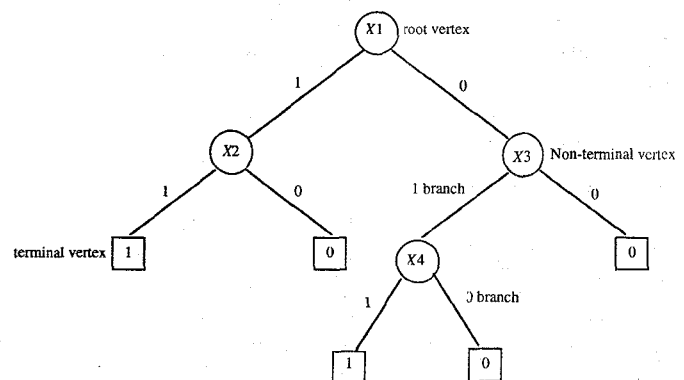 X1 root vertex
1
0
X2
X3 Non-terminal vertex
1
0
1 branch
0
terminal vertex 1
0
X4
0
1
0 branch
1
0